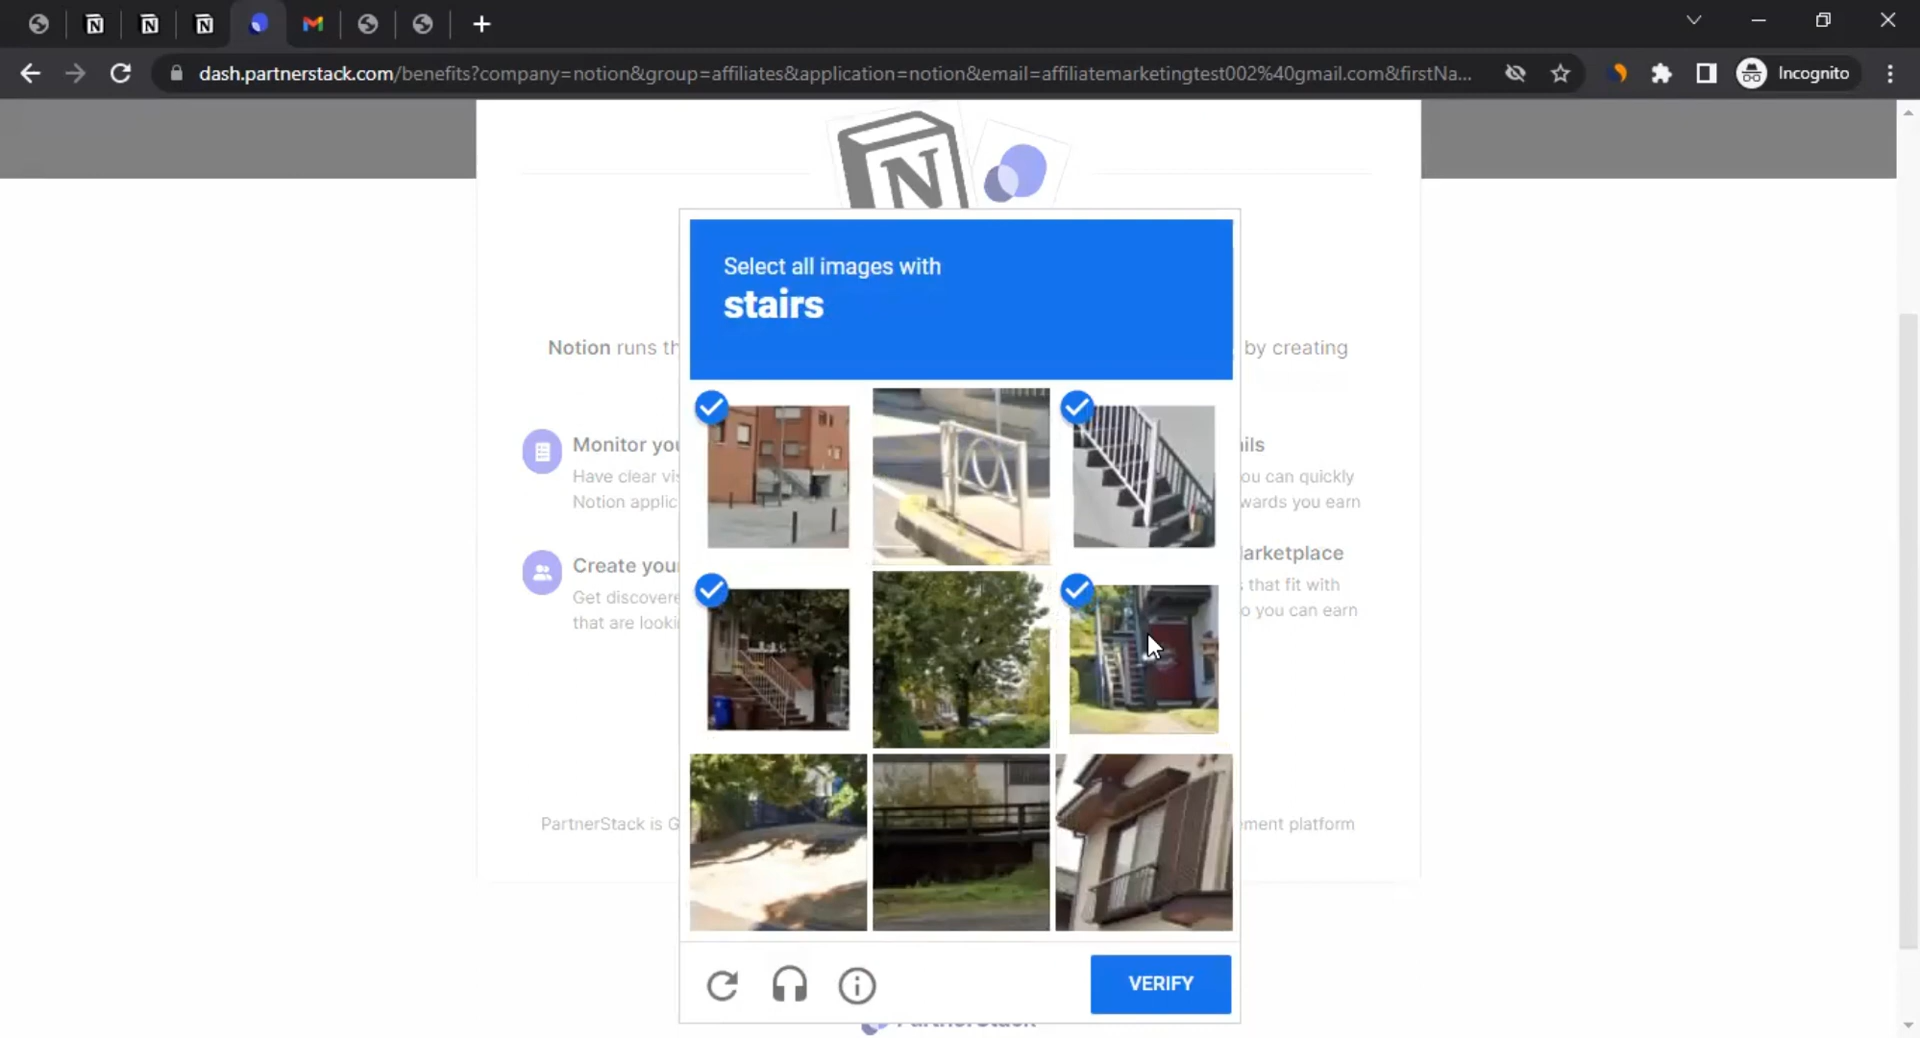 dash.partnerstack.com/benefits?company=notion&group=affiliates&application=notion&email=affiliatemarketingtest002%40gmail.com&firstNa...
Incognito
N
Select all images with
stairs
Notion runs th
by creating
Monitor you
ils
Have clear vis
ou can quickly
Notion applic
wards you earn
Create your
arketplace
Get discovere
s that fit with
that are looki
o you can earn
PartnerStack is G
ment platform
VERIFY
PartnerStack